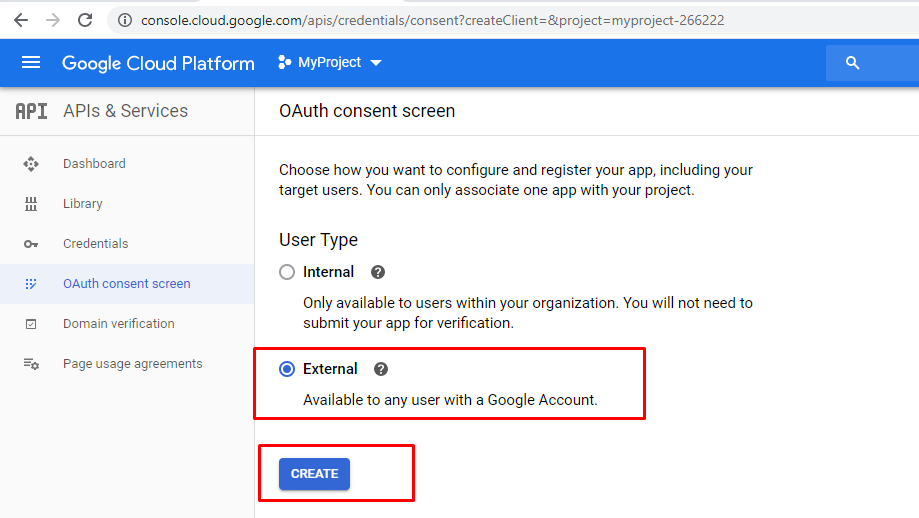 console.cloud.google.com/apis/credentials/consent?createClient=&project=myproject-266222
Google Cloud Platform
MyProject
API APIs & Services
OAuth consent screen
Dashboard
Library
Credentials
OAuth consent screen
Domain verification
Page usage agreements
Choose how you want to configure and register your app, including your
target users. You can only associate one app with your project.
User Type
Internal
Only available to users within your organization. You will not need to
submit your app for verification.
External
Available to any user with a Google Account.
CREATE